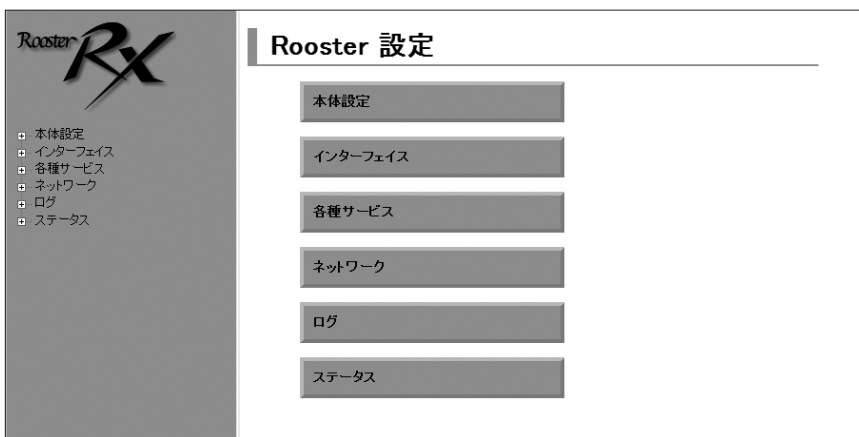 Rooster RX
本体設定
インターフェイス
各種サービス
ネットワーク
ログ
ステータス
Rooster 設定
本体設定
インターフェイス
各種サービス
ネットワーク
ログ
ステータス